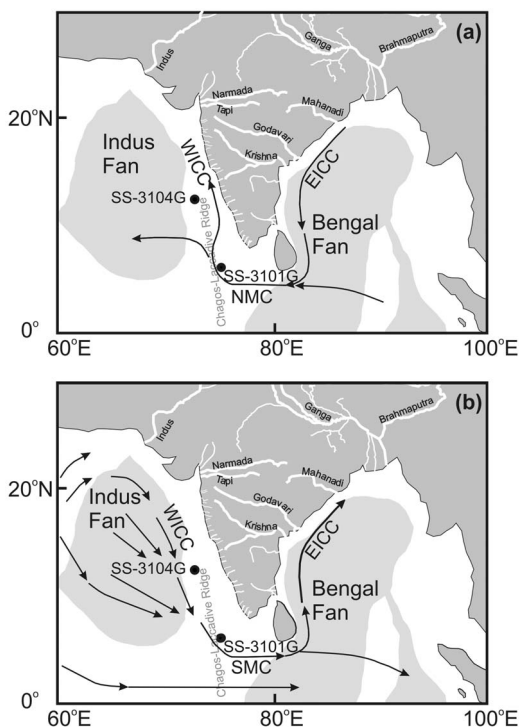 (a)
Ganga
Brahmaputra
Indus
Narmada
Tapi
Mahanadi
Godavari
Krishna
20°N
Indus
Fan
WICC
EICC
SS-3104G
Bengal
Fan
Chagos-Laccadive Ridge
SS-3101G
NMC
0°
60°E
80°E
100°E
(b)
Ganga
Brahmaputra
Indus
Narmada
Tapi
Mahanadi
Godavari
Krishna
20°N
Indus
Fan
WICC
EICC
SS-3104G
Bengal
Fan
Chagos-Laccadive Ridge
SS-3101G
SMC
0°
60°E
80°E
100°E